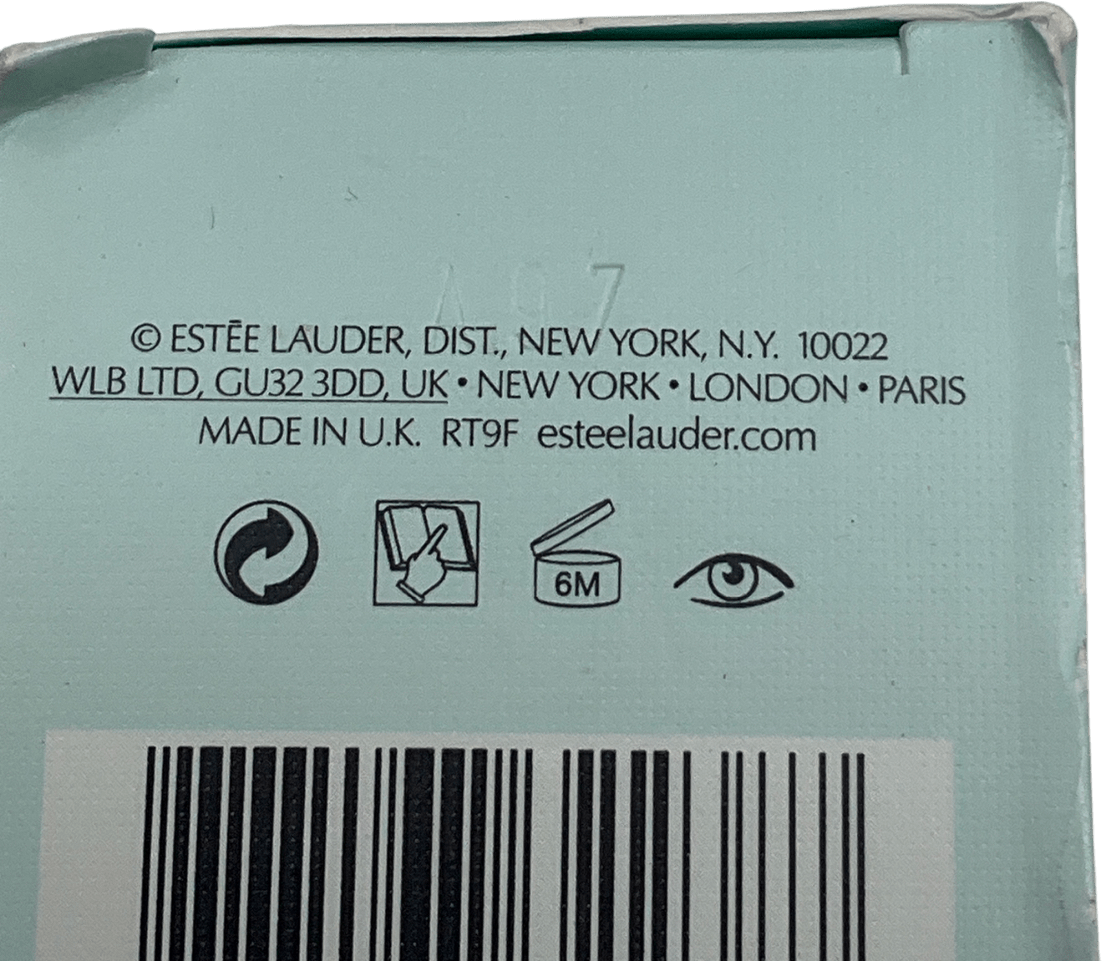 A97
© ESTĒE LAUDER, DIST., NEW YORK, N.Y. 10022
WLB LTD, GU32 3DD, UK • NEW YORK • LONDON • PARIS
MADE IN U.K. RT9F esteelauder.com
6M